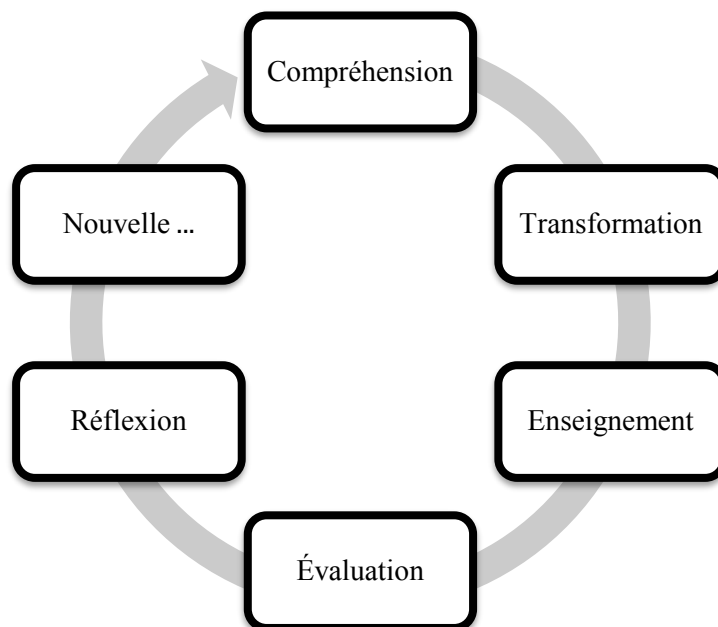 Compréhension
Transformation
Enseignement
Évaluation
Réflexion
Nouvelle ...